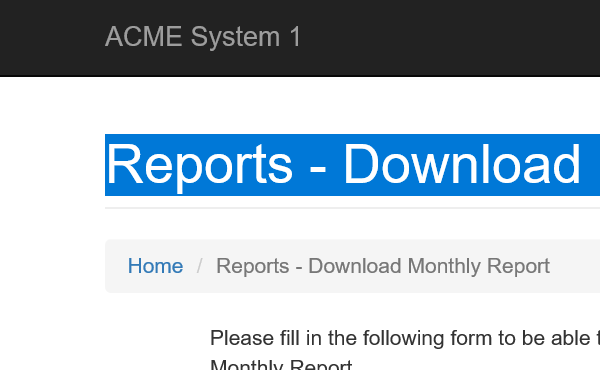 ACME System 1
Reports - Download
Home / Reports - Download Monthly Report
Please fill in the following form to be able
Monthly Report